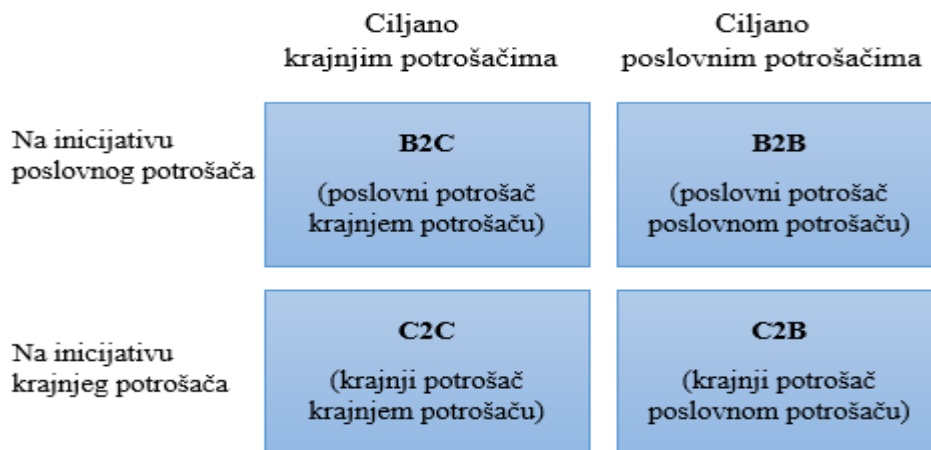 Ciljano
krajnjim potrošačima
Ciljano
poslovnim potrošačima
Na inicijativu
poslovnog potrošača
B2C
(poslovni potrošač
krajnjem potrošaču)
B2B
(poslovni potrošač
poslovnom potrošaču)
Na inicijativu
krajnjeg potrošača
C2C
(krajnji potrošač
krajnjem potrošaču)
C2B
(krajnji potrošač
poslovnom potrošaču)